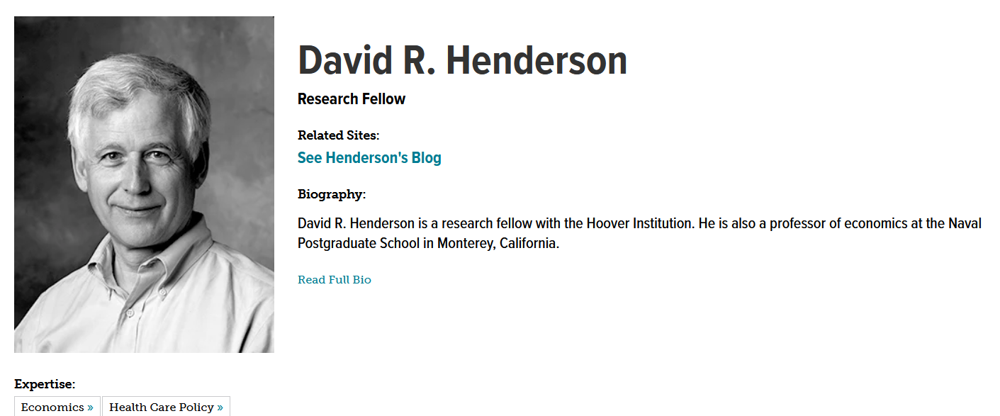 David R. Henderson
Research Fellow
Related Sites:
See Henderson's Blog
Biography:
David R. Henderson is a research fellow with the Hoover Institution. He is also a professor of economics at the Naval
Postgraduate School in Monterey, California.
Read Full Bio
Expertise:
Economics » Health Care Policy »